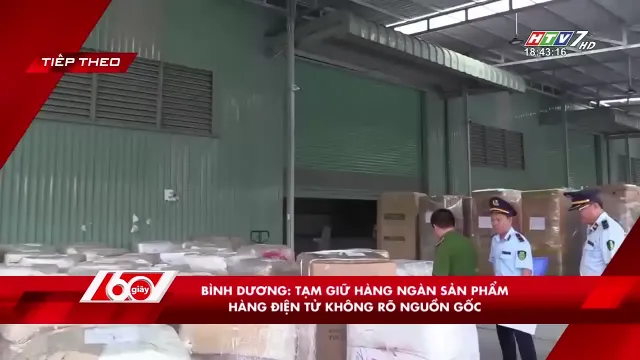 TIẾP THEO
HTV7 HD
18:43:16
60 giây
BÌNH DƯƠNG: TẠM GIỮ HÀNG NGÀN SẢN PHẨM
HÀNG ĐIỆN TỬ KHÔNG RÕ NGUỒN GỐC